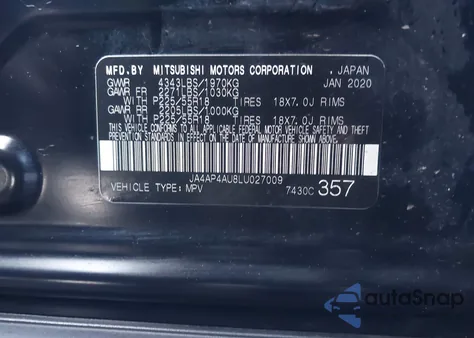 MFD.BY MITSUBISHI MOTORS CORPORATION . JAPAN
GVWR 4343LBS/1970KG JAN 2020
GAWR FR 2271LBS/1030KG
WITH P225/55R18 TIRES 18X7.0J RIMS
GAWR RR 2205LBS/1000KG
WITH P225/55R18 TIRES 18X7.0J RIMS
THIS VEHICLE CONFORMS TO ALL APPLICABLE FEDERAL MOTOR VEHICLE SAFETY
AND THEFT PREVENTION STANDARDS IN EFFECT ON THE DATE OF MANUFACTURE SHOWN ABOVE.
JA4AP4AU8LU027009
VEHICLE TYPE: MPV 7430C 357
autoSnap